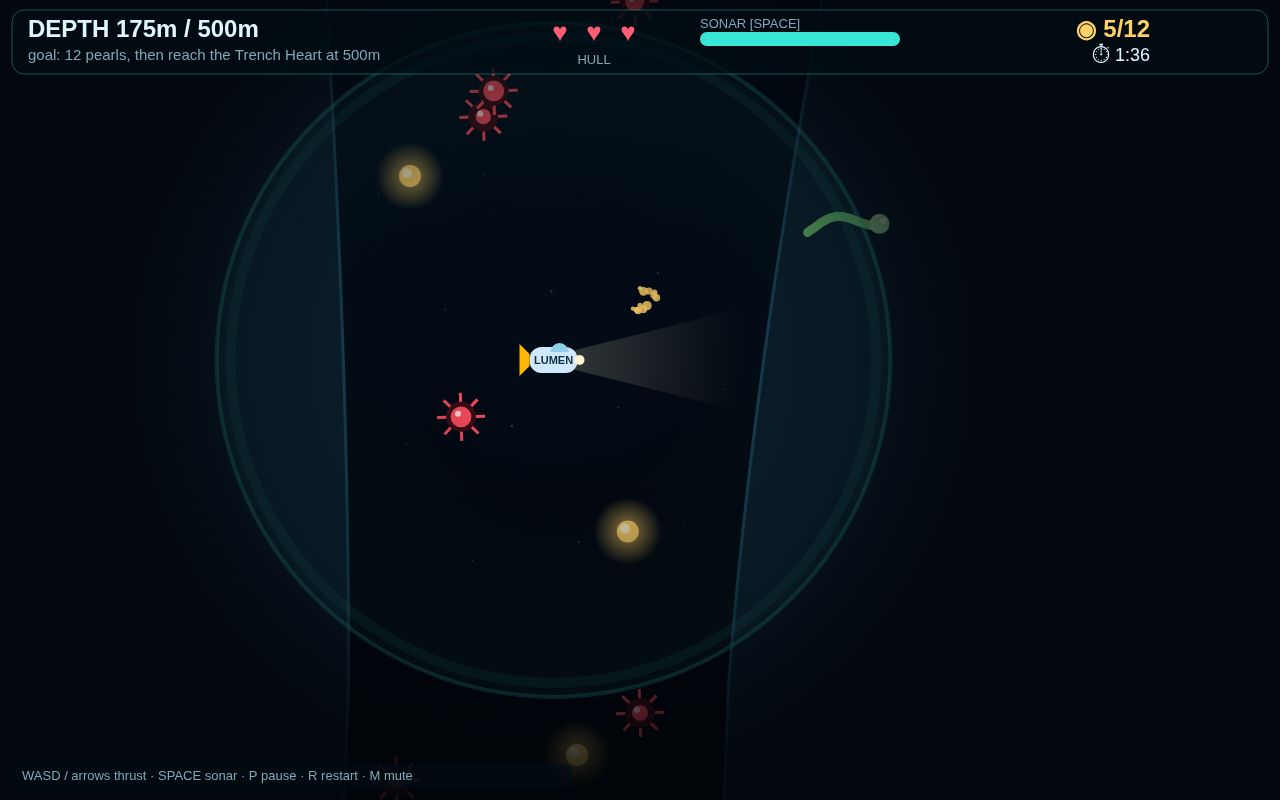 DEPTH 175m / 500m
goal: 12 pearls, then reach the Trench Heart at 500m
♥ ♥ ♥
HULL
SONAR [SPACE]
◉ 5/12
⏱ 1:36
LUMEN
WASD / arrows thrust · SPACE sonar · P pause · R restart · M mute